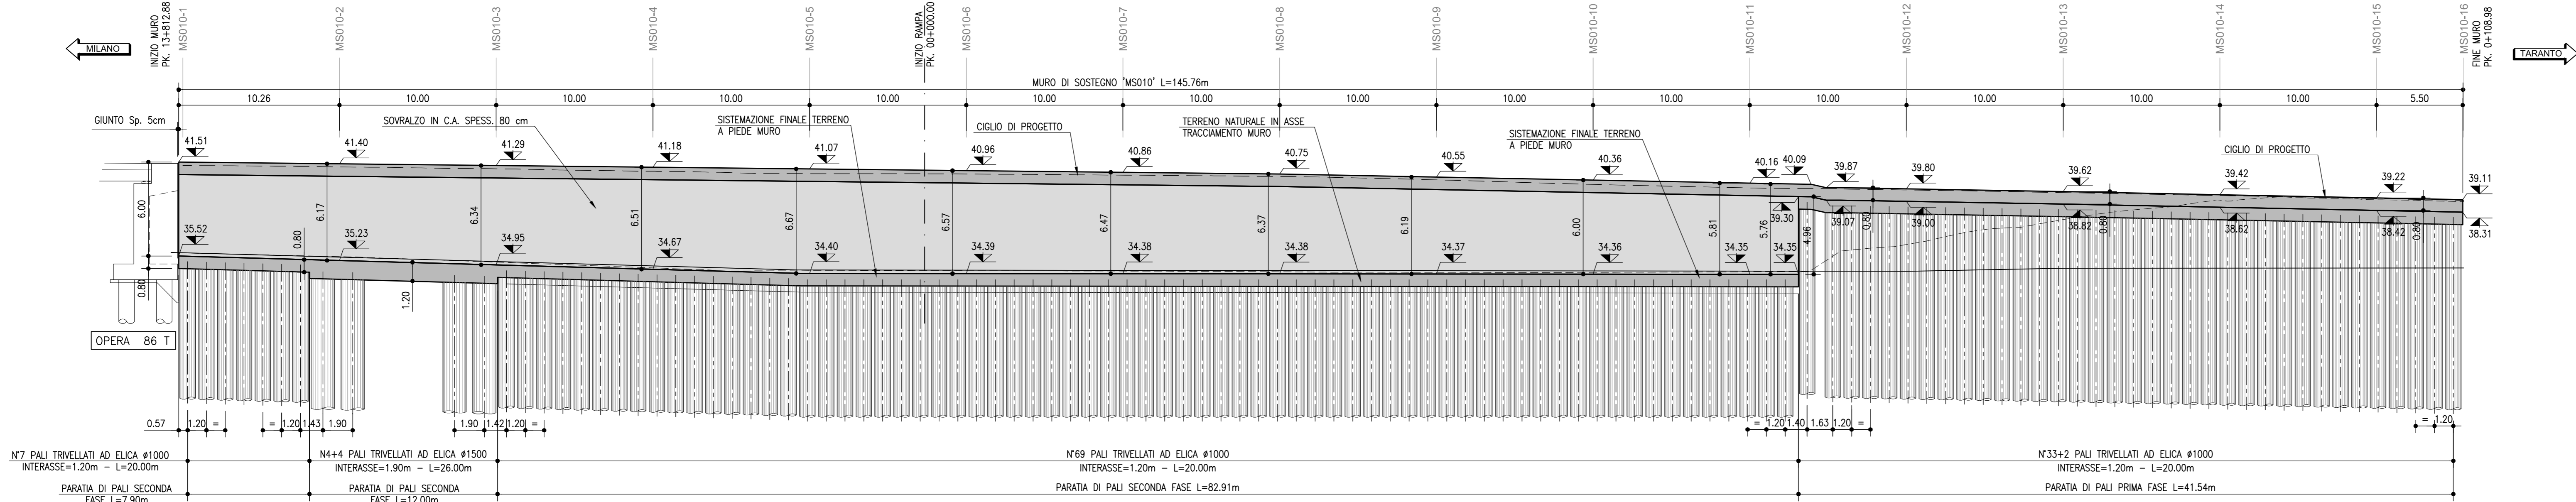 MS010-1
MS010-2
MS010-3
MS010-4
MS010-5
MS010-6
MS010-7
MS010-8
MS010-9
MS010-10
MS010-11
MS010-12
MS010-13
MS010-14
MS010-15
MS010-16
MILANO
INIZIO MURO
PK. 13+812.88
INIZIO RAMPA
PK. 00+000.00
FINE MURO
PK. 0+108.98
TARANTO
MURO DI SOSTEGNO 'MS010' L=145.76m
10.26
10.00
10.00
10.00
10.00
10.00
10.00
10.00
10.00
10.00
10.00
10.00
10.00
10.00
5.50
GIUNTO Sp. 5cm
SOVRALZO IN C.A. SPESS. 80 cm
SISTEMAZIONE FINALE TERRENO
A PIEDE MURO
CIGLIO DI PROGETTO
TERRENO NATURALE IN ASSE
TRACCIAMENTO MURO
SISTEMAZIONE FINALE TERRENO
A PIEDE MURO
CIGLIO DI PROGETTO
41.51
41.40
41.29
41.18
41.07
40.96
40.86
40.75
40.55
40.36
40.16
40.09
39.87
39.80
39.62
39.42
39.22
39.11
6.00
6.17
6.34
6.51
6.67
6.57
6.47
6.37
6.19
6.00
5.81
5.76
4.96
39.30
39.07
0.80
39.00
38.82
0.80
38.62
38.42
0.80
38.31
35.52
0.80
35.23
34.95
34.67
34.40
34.39
34.38
34.38
34.37
34.36
34.35
34.35
0.80
1.20
OPERA 86 T
0.57
1.20
=
=
1.20
1.43
1.90
1.90
1.42
1.20
=
=
1.20
1.40
1.63
1.20
=
=
1.20
N°7 PALI TRIVELLATI AD ELICA ø1000
INTERASSE=1.20m – L=20.00m
N4+4 PALI TRIVELLATI AD ELICA ø1500
INTERASSE=1.90m – L=26.00m
N°69 PALI TRIVELLATI AD ELICA ø1000
INTERASSE=1.20m – L=20.00m
N°33+2 PALI TRIVELLATI AD ELICA ø1000
INTERASSE=1.20m – L=20.00m
PARATIA DI PALI SECONDA
FASE L=7.90m
PARATIA DI PALI SECONDA
FASE L=12.00m
PARATIA DI PALI SECONDA FASE L=82.91m
PARATIA DI PALI PRIMA FASE L=41.54m